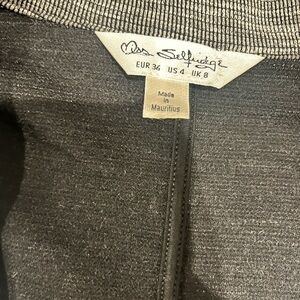 Miss Selfridge
EUR 36 US 4 UK 8
Made
in
Mauritius